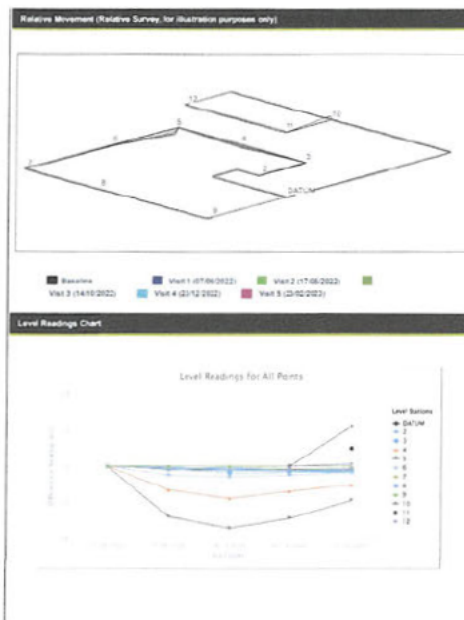 Relative Movement (Relative Survey, for illustration purposes only)
12
10
11
5
6
4
3
7
2
8
DATUM
9
Baseline
Visit 1 (07/06/2022)
Visit 2 (17/08/2022)
Visit 3 (14/10/2022)
Visit 4 (21/12/2022)
Visit 5 (23/02/2023)
Level Readings Chart
Level Readings for All Points
Level Stations
DATUM
2
3
4
5
6
7
8
9
10
11
12